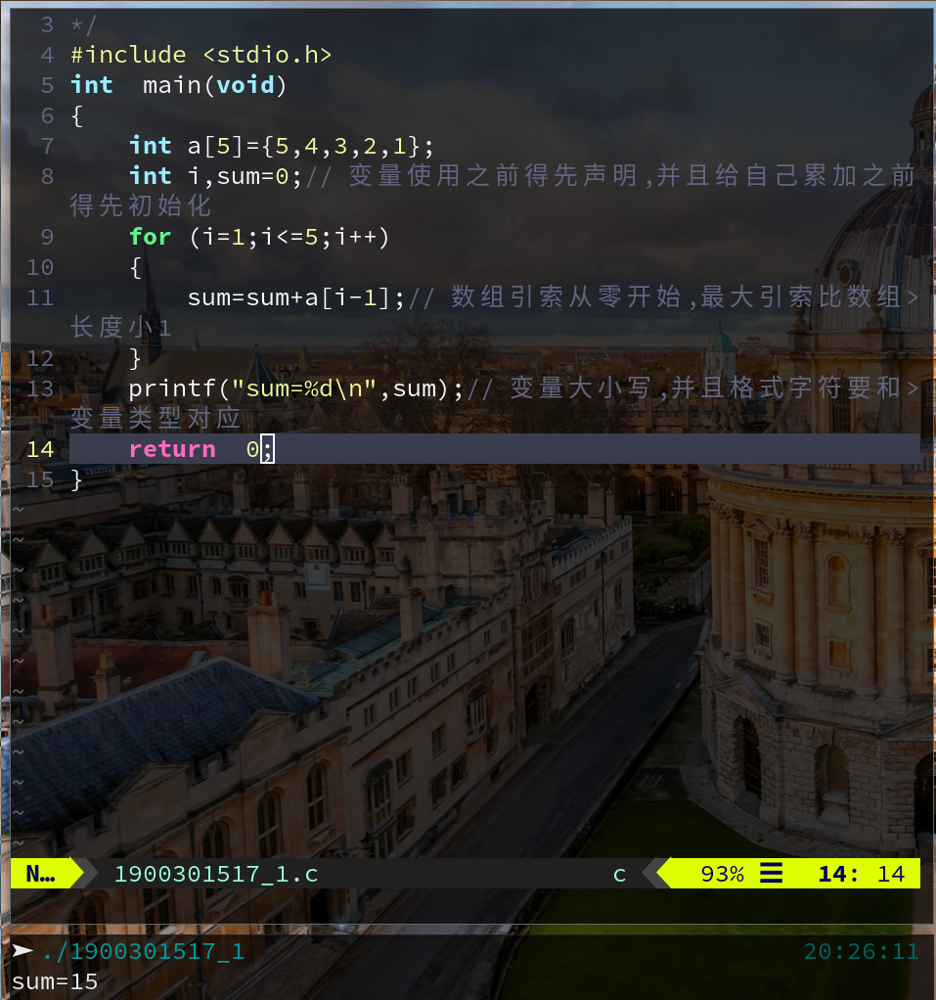 3 */
4 #include <stdio.h>
5 int  main(void)
6 {
7     int a[5]={5,4,3,2,1};
8     int i,sum=0;// 变量使用之前得先声明,并且给自己累加之前
得先初始化
9     for (i=1;i<=5;i++)
10     {
11         sum=sum+a[i-1];// 数组引索从零开始,最大引索比数组>
长度小1
12     }
13     printf("sum=%d\n",sum);// 变量大小写,并且格式字符要和>
变量类型对应
14     return  0;
15 }
~
~
~
~
~
~
~
~
~
~
~
~
N… 1900301517_1.c c 93% ☰ 14: 14
➤ ./1900301517_1 20:26:11
sum=15